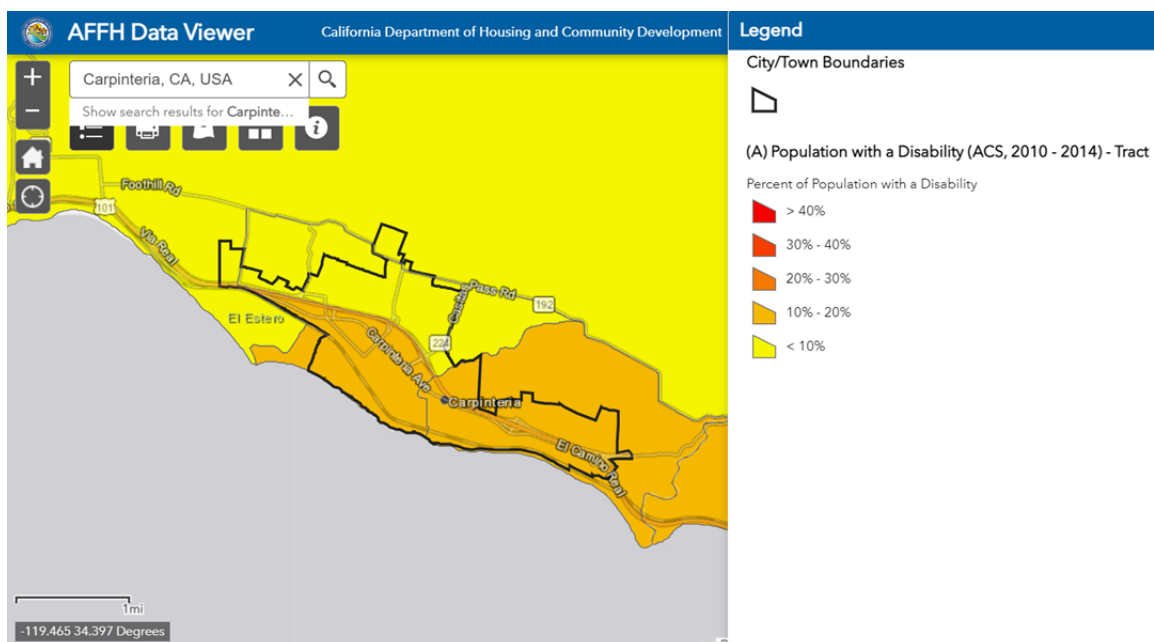 AFFH Data Viewer
California Department of Housing and Community Development
Legend
Carpinteria, CA, USA
Show search results for Carpinte...
City/Town Boundaries
(A) Population with a Disability (ACS, 2010 - 2014) - Tract
Percent of Population with a Disability
> 40%
30% - 40%
20% - 30%
10% - 20%
< 10%
Foothill Rd
101
Via Real
El Estero
Pass Rd
192
224
Carpinteria Ave
Carpinteria
El Camino Real
1mi
-119.465 34.397 Degrees